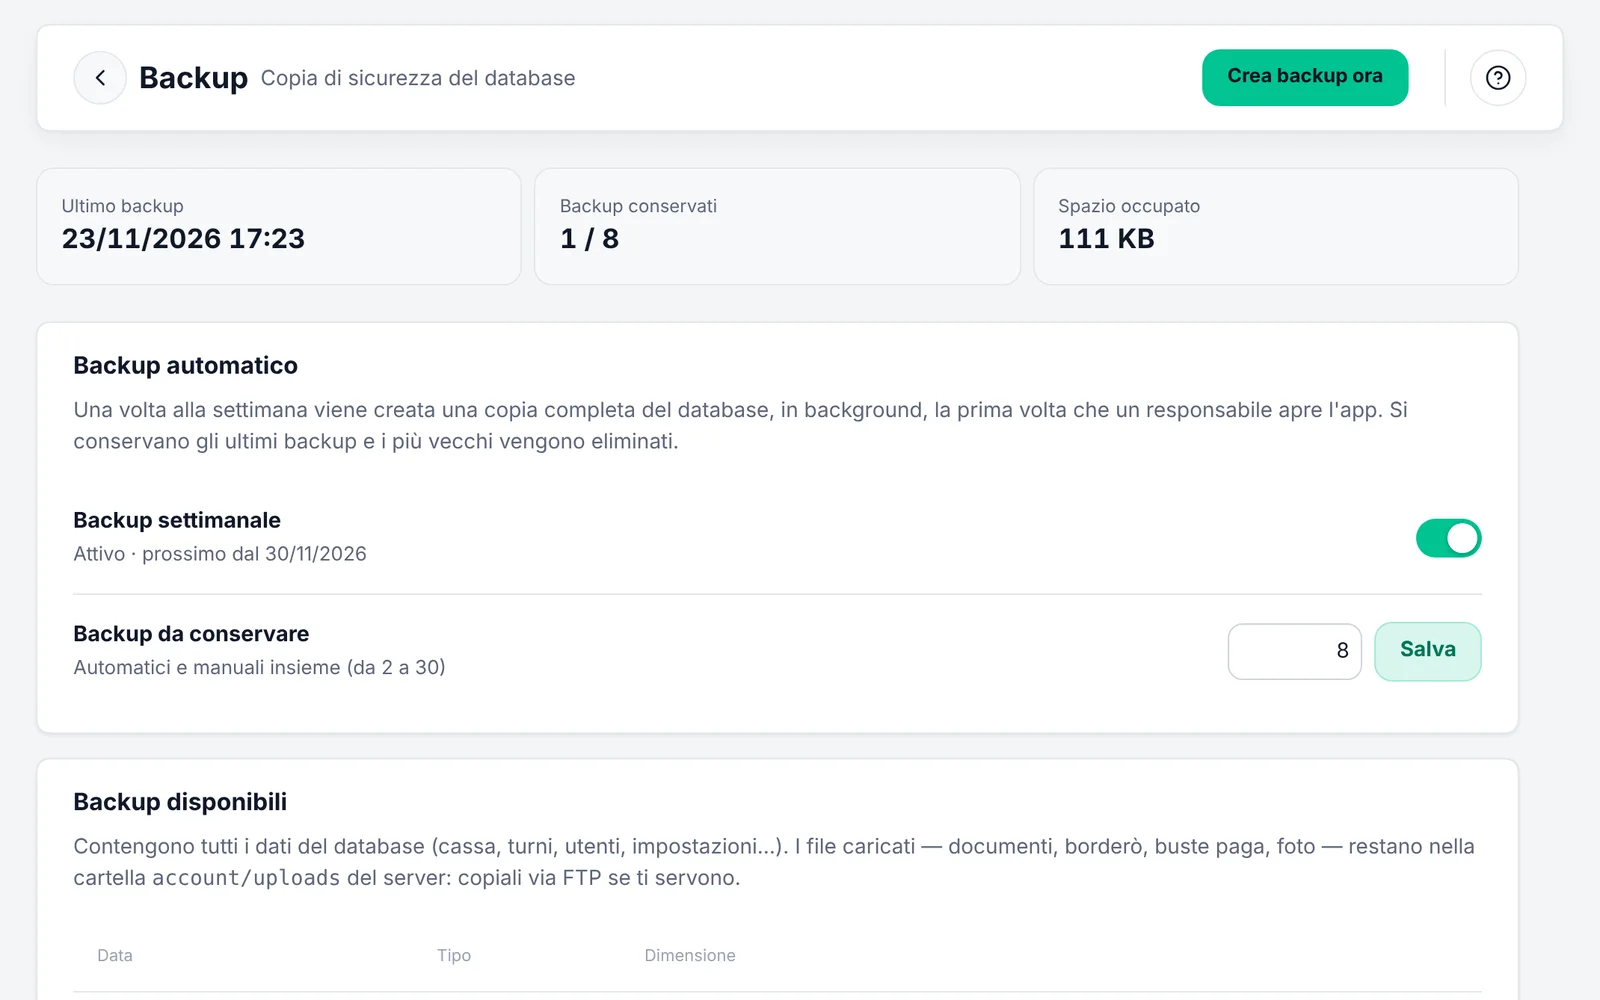 Backup Copia di sicurezza del database
Crea backup ora
Ultimo backup
23/11/2026 17:23
Backup conservati
1 / 8
Spazio occupato
111 KB
Backup automatico
Una volta alla settimana viene creata una copia completa del database, in background, la prima volta che un responsabile apre l'app. Si
conservano gli ultimi backup e i più vecchi vengono eliminati.
Backup settimanale
Attivo · prossimo dal 30/11/2026
Backup da conservare
Automatici e manuali insieme (da 2 a 30)
8
Salva
Backup disponibili
Contengono tutti i dati del database (cassa, turni, utenti, impostazioni...). I file caricati — documenti, borderò, buste paga, foto — restano nella
cartella account/uploads del server: copiali via FTP se ti servono.
Data Tipo Dimensione